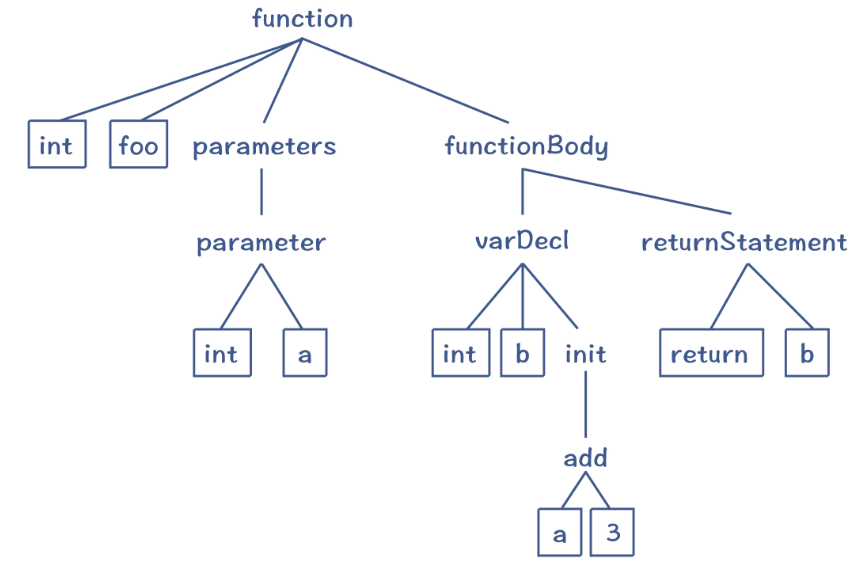 function
int foo parameters functionBody
parameter varDecl returnStatement
int a int b init return b
add
a 3